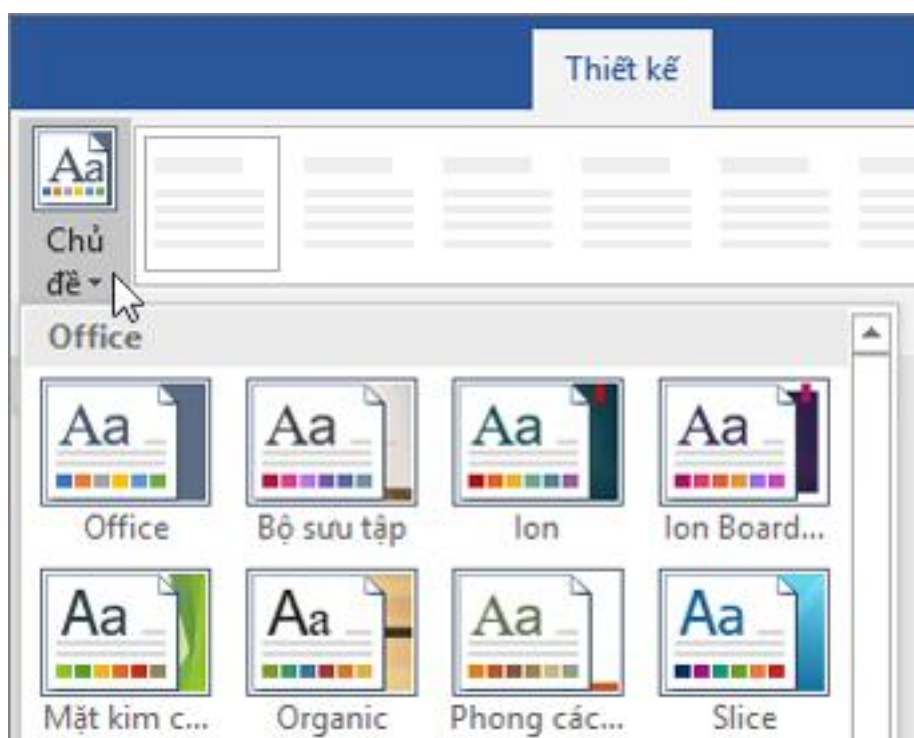 Thiết kế
Aa
Chủ
đề
Office
Aa Aa Aa Aa
Office Bộ sưu tập Ion Ion Board...
Aa Aa Aa Aa
Mặt kim c... Organic Phong các... Slice